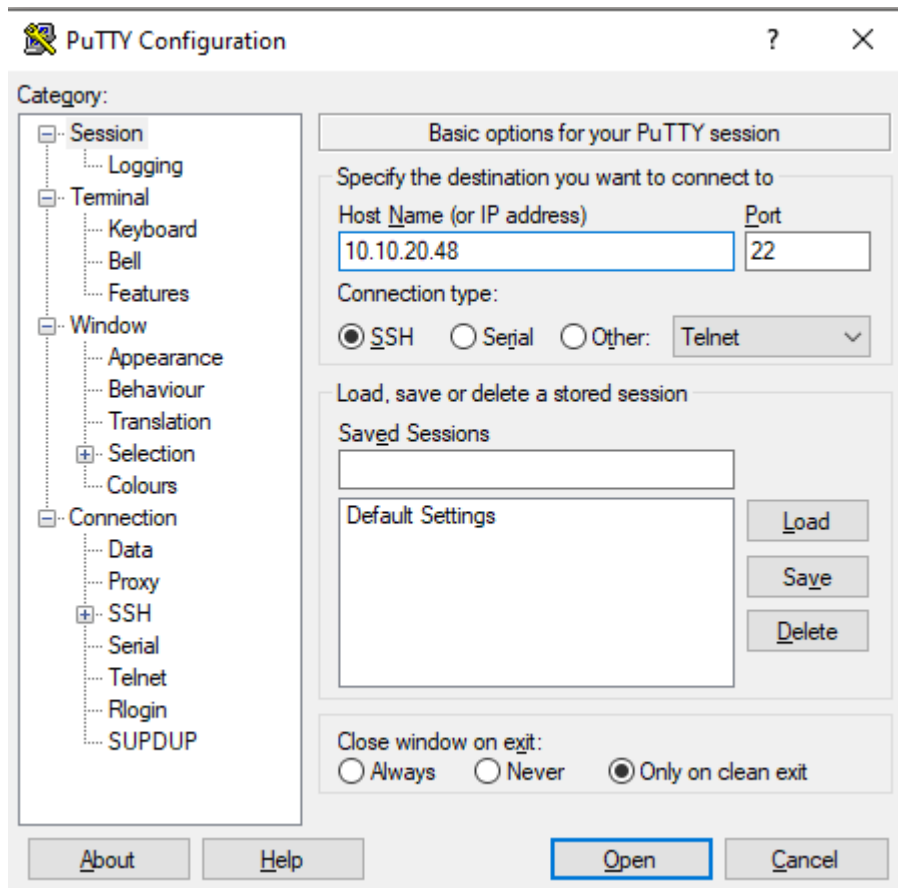 PuTTY Configuration
?
Category:
Session
Logging
Terminal
Keyboard
Bell
Features
Window
Appearance
Behaviour
Translation
Selection
Colours
Connection
Data
Proxy
SSH
Serial
Telnet
Rlogin
SUPDUP
Basic options for your PuTTY session
Specify the destination you want to connect to
Host Name (or IP address) Port
10.10.20.48 22
Connection type:
SSH Serial Other: Telnet
Load, save or delete a stored session
Saved Sessions
Default Settings
Load
Save
Delete
Close window on exit:
Always Never Only on clean exit
About Help Open Cancel